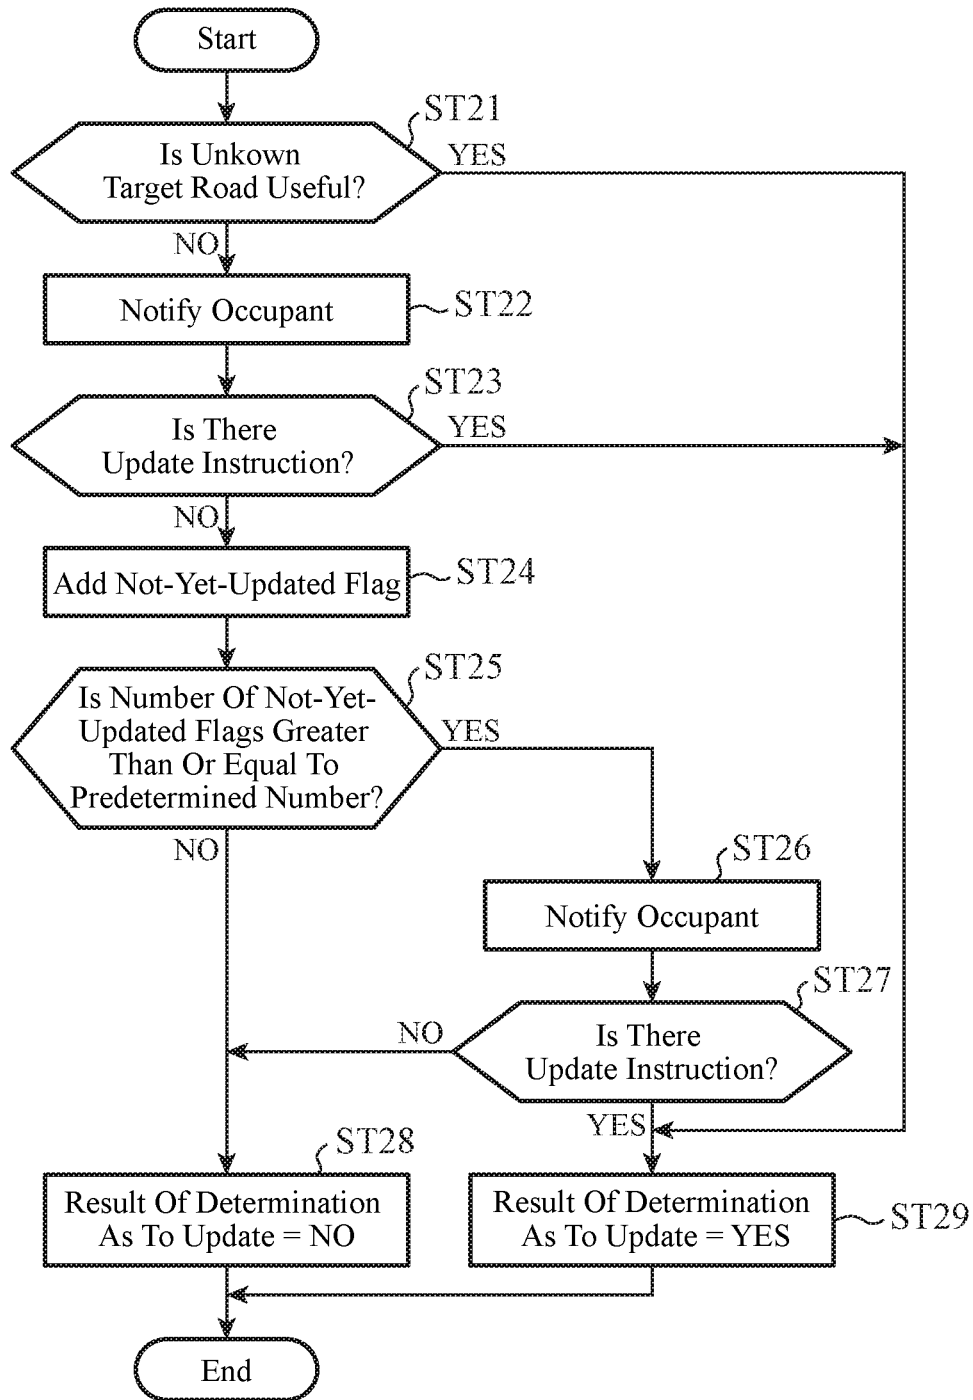 Start
ST21
Is Unkown
Target Road Useful?
YES
NO
Notify Occupant
ST22
ST23
Is There
Update Instruction?
YES
NO
Add Not-Yet-Updated Flag
ST24
ST25
Is Number Of Not-Yet-
Updated Flags Greater
Than Or Equal To
Predetermined Number?
YES
NO
ST26
Notify Occupant
ST27
Is There
Update Instruction?
NO
YES
ST28
Result Of Determination
As To Update = NO
Result Of Determination
As To Update = YES
ST29
End